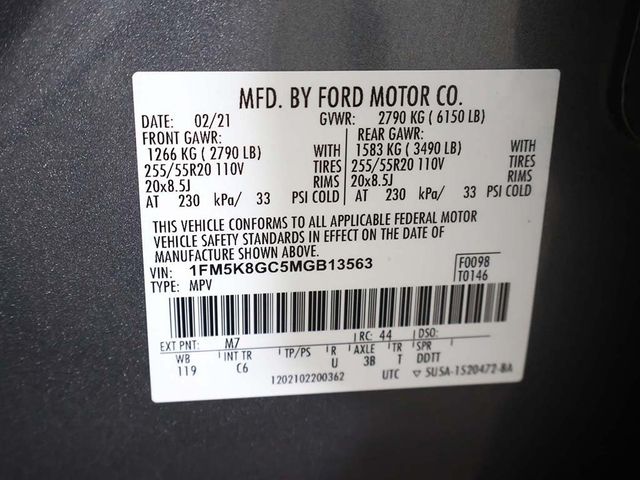 MFD. BY FORD MOTOR CO.
DATE: 02/21 GVWR: 2790 KG ( 6150 LB)
FRONT GAWR: REAR GAWR:
1266 KG ( 2790 LB) WITH 1583 KG ( 3490 LB) WITH
255/55R20 110V TIRES 255/55R20 110V TIRES
20x8.5J RIMS 20x8.5J RIMS
AT 230 kPa/ 33 PSI COLD AT 230 kPa/ 33 PSI COLD
THIS VEHICLE CONFORMS TO ALL APPLICABLE FEDERAL MOTOR
VEHICLE SAFETY STANDARDS IN EFFECT ON THE DATE OF
MANUFACTURE SHOWN ABOVE.
VIN: 1FM5K8GC5MGB13563 F0098
TYPE: MPV T0146
EXT PNT: M7 RC: 44 DSO:
WB INT TR TP/PS R AXLE TR SPR
119 C6 U 3B T DDTT
1202102200362 UTC ▽ SU5A-1520472-BA